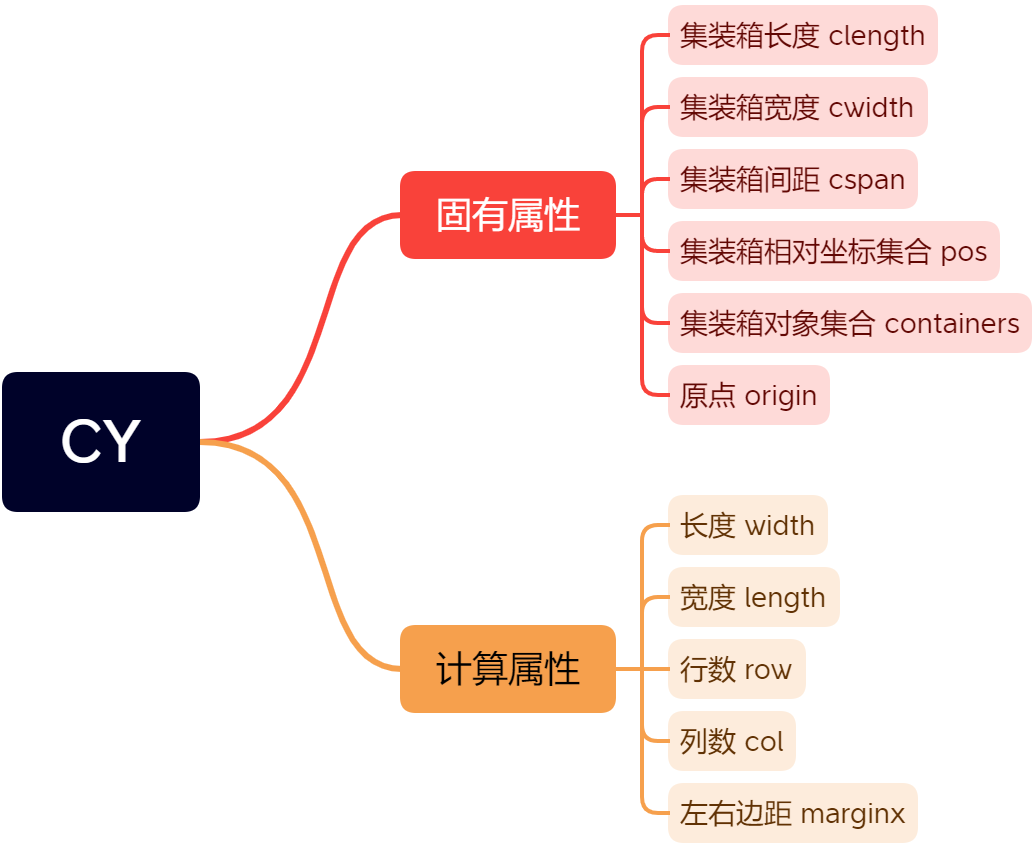 CY
固有属性
集装箱长度 clength
集装箱宽度 cwidth
集装箱间距 cspan
集装箱相对坐标集合 pos
集装箱对象集合 containers
原点 origin
计算属性
长度 width
宽度 length
行数 row
列数 col
左右边距 marginx